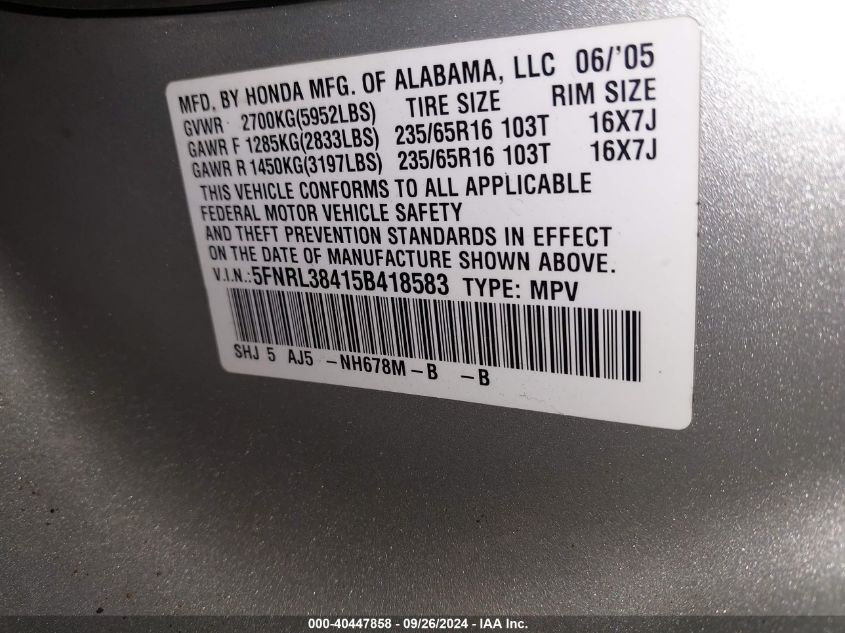 MFD. BY HONDA MFG. OF ALABAMA, LLC 06/'05
GVWR 2700KG(5952LBS) TIRE SIZE RIM SIZE
GAWR F 1285KG(2833LBS) 235/65R16 103T 16X7J
GAWR R 1450KG(3197LBS) 235/65R16 103T 16X7J
THIS VEHICLE CONFORMS TO ALL APPLICABLE
FEDERAL MOTOR VEHICLE SAFETY
AND THEFT PREVENTION STANDARDS IN EFFECT
ON THE DATE OF MANUFACTURE SHOWN ABOVE.
V.I.N.:5FNRL38415B418583 TYPE: MPV
SHJ 5 AJ5 -NH678M-B -B
000-40447858 - 09/26/2024 - IAA Inc.